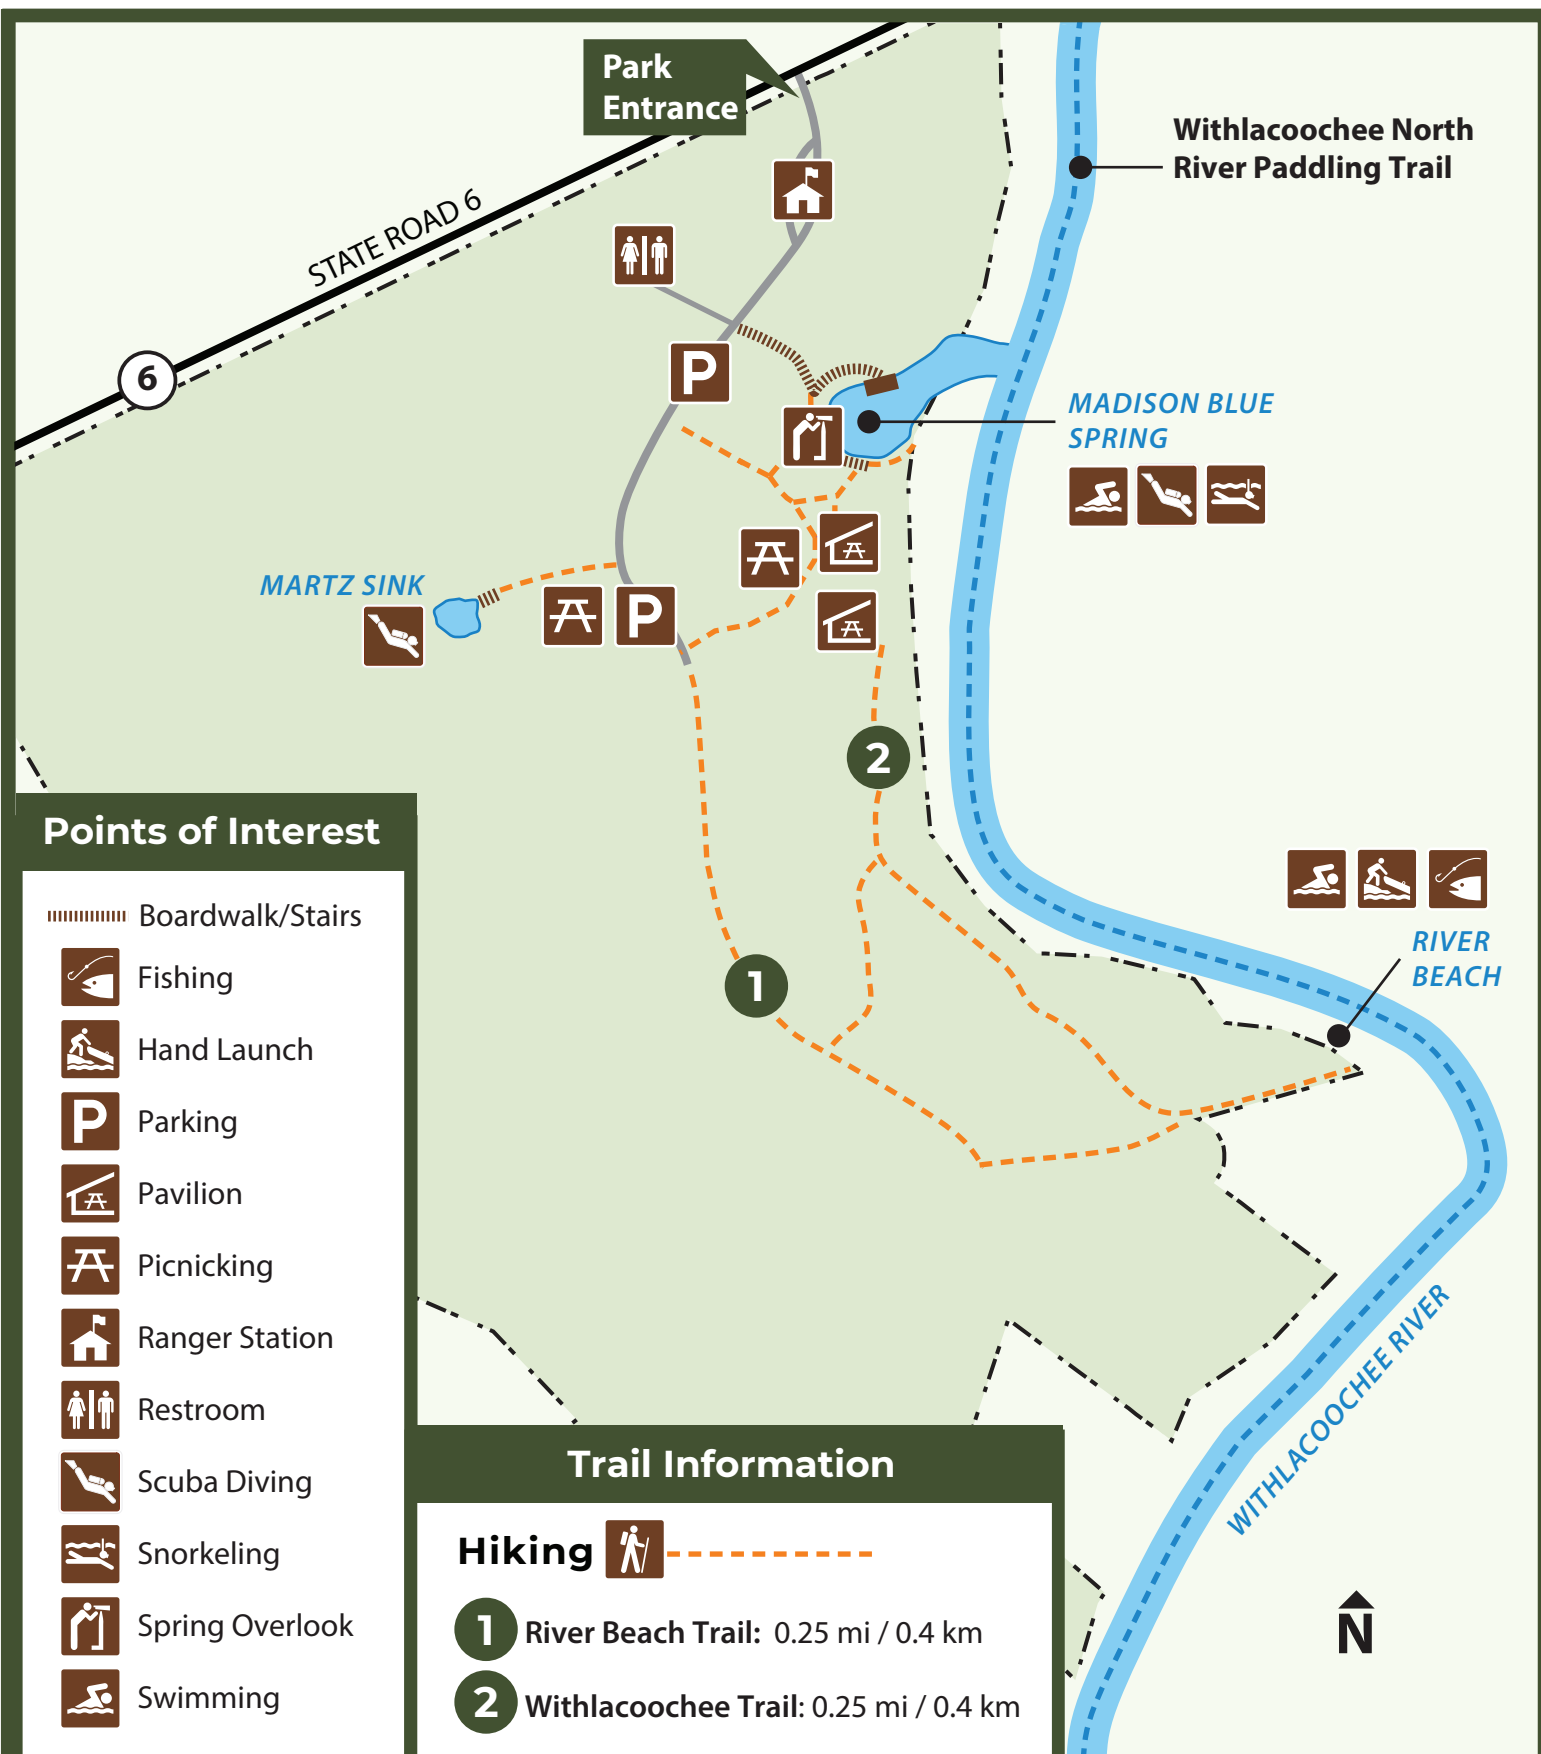 Park
Entrance
Withlacoochee North
River Paddling Trail
STATE ROAD 6
6
P
MADISON BLUE
SPRING
MARTZ SINK
P
2
1
RIVER
BEACH
WITHLACOOCHEE RIVER
N
Points of Interest
Boardwalk/Stairs
Fishing
Hand Launch
P Parking
Pavilion
Picnicking
Ranger Station
Restroom
Scuba Diving
Snorkeling
Spring Overlook
Swimming
Trail Information
Hiking
1 River Beach Trail: 0.25 mi / 0.4 km
2 Withlacoochee Trail: 0.25 mi / 0.4 km